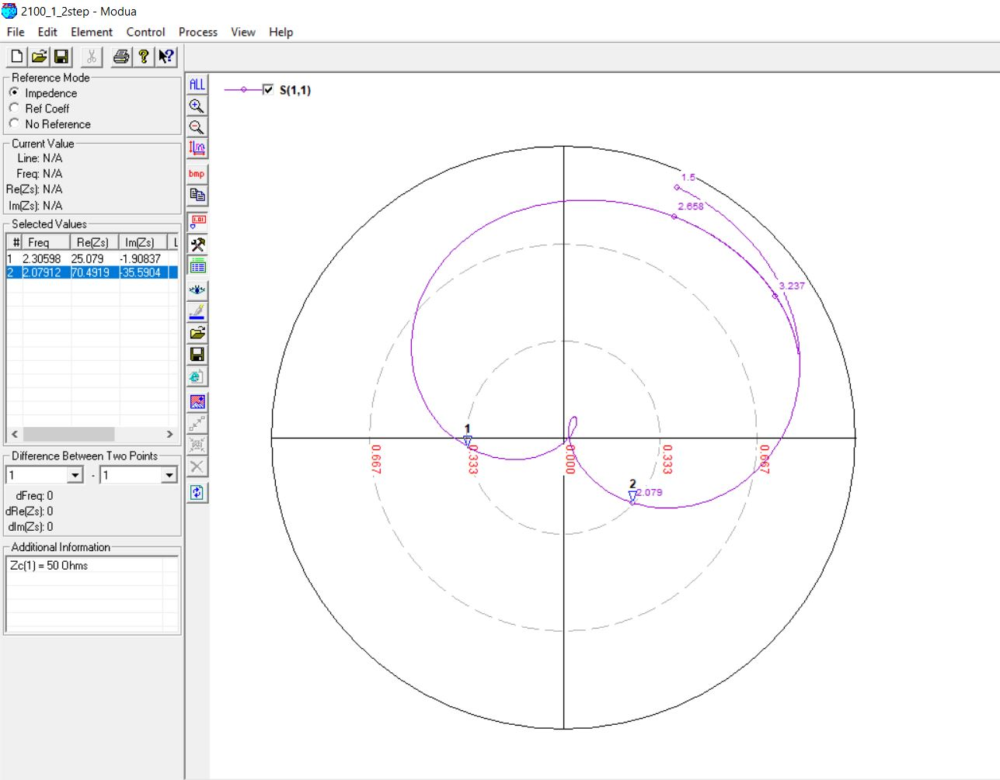 2100_1_2step - Modua
File Edit Element Control Process View Help
Reference Mode
Impedence
Ref Coeff
No Reference
Current Value
Line: N/A
Freq: N/A
Re(Zs): N/A
Im(Zs): N/A
Selected Values
# Freq Re(Zs) Im(Zs) L
1 2.30598 25.079 -1.90837
2 2.07912 70.4919 -35.5904
Difference Between Two Points
1 - 1
dFreq: 0
dRe(Zs): 0
dIm(Zs): 0
Additional Information
Zc(1) = 50 Ohms
ALL
bmp
1.01
S(1,1)
1.5
2.658
3.237
1
0.667
0.333
0.000
0.333
0.667
2
2.079